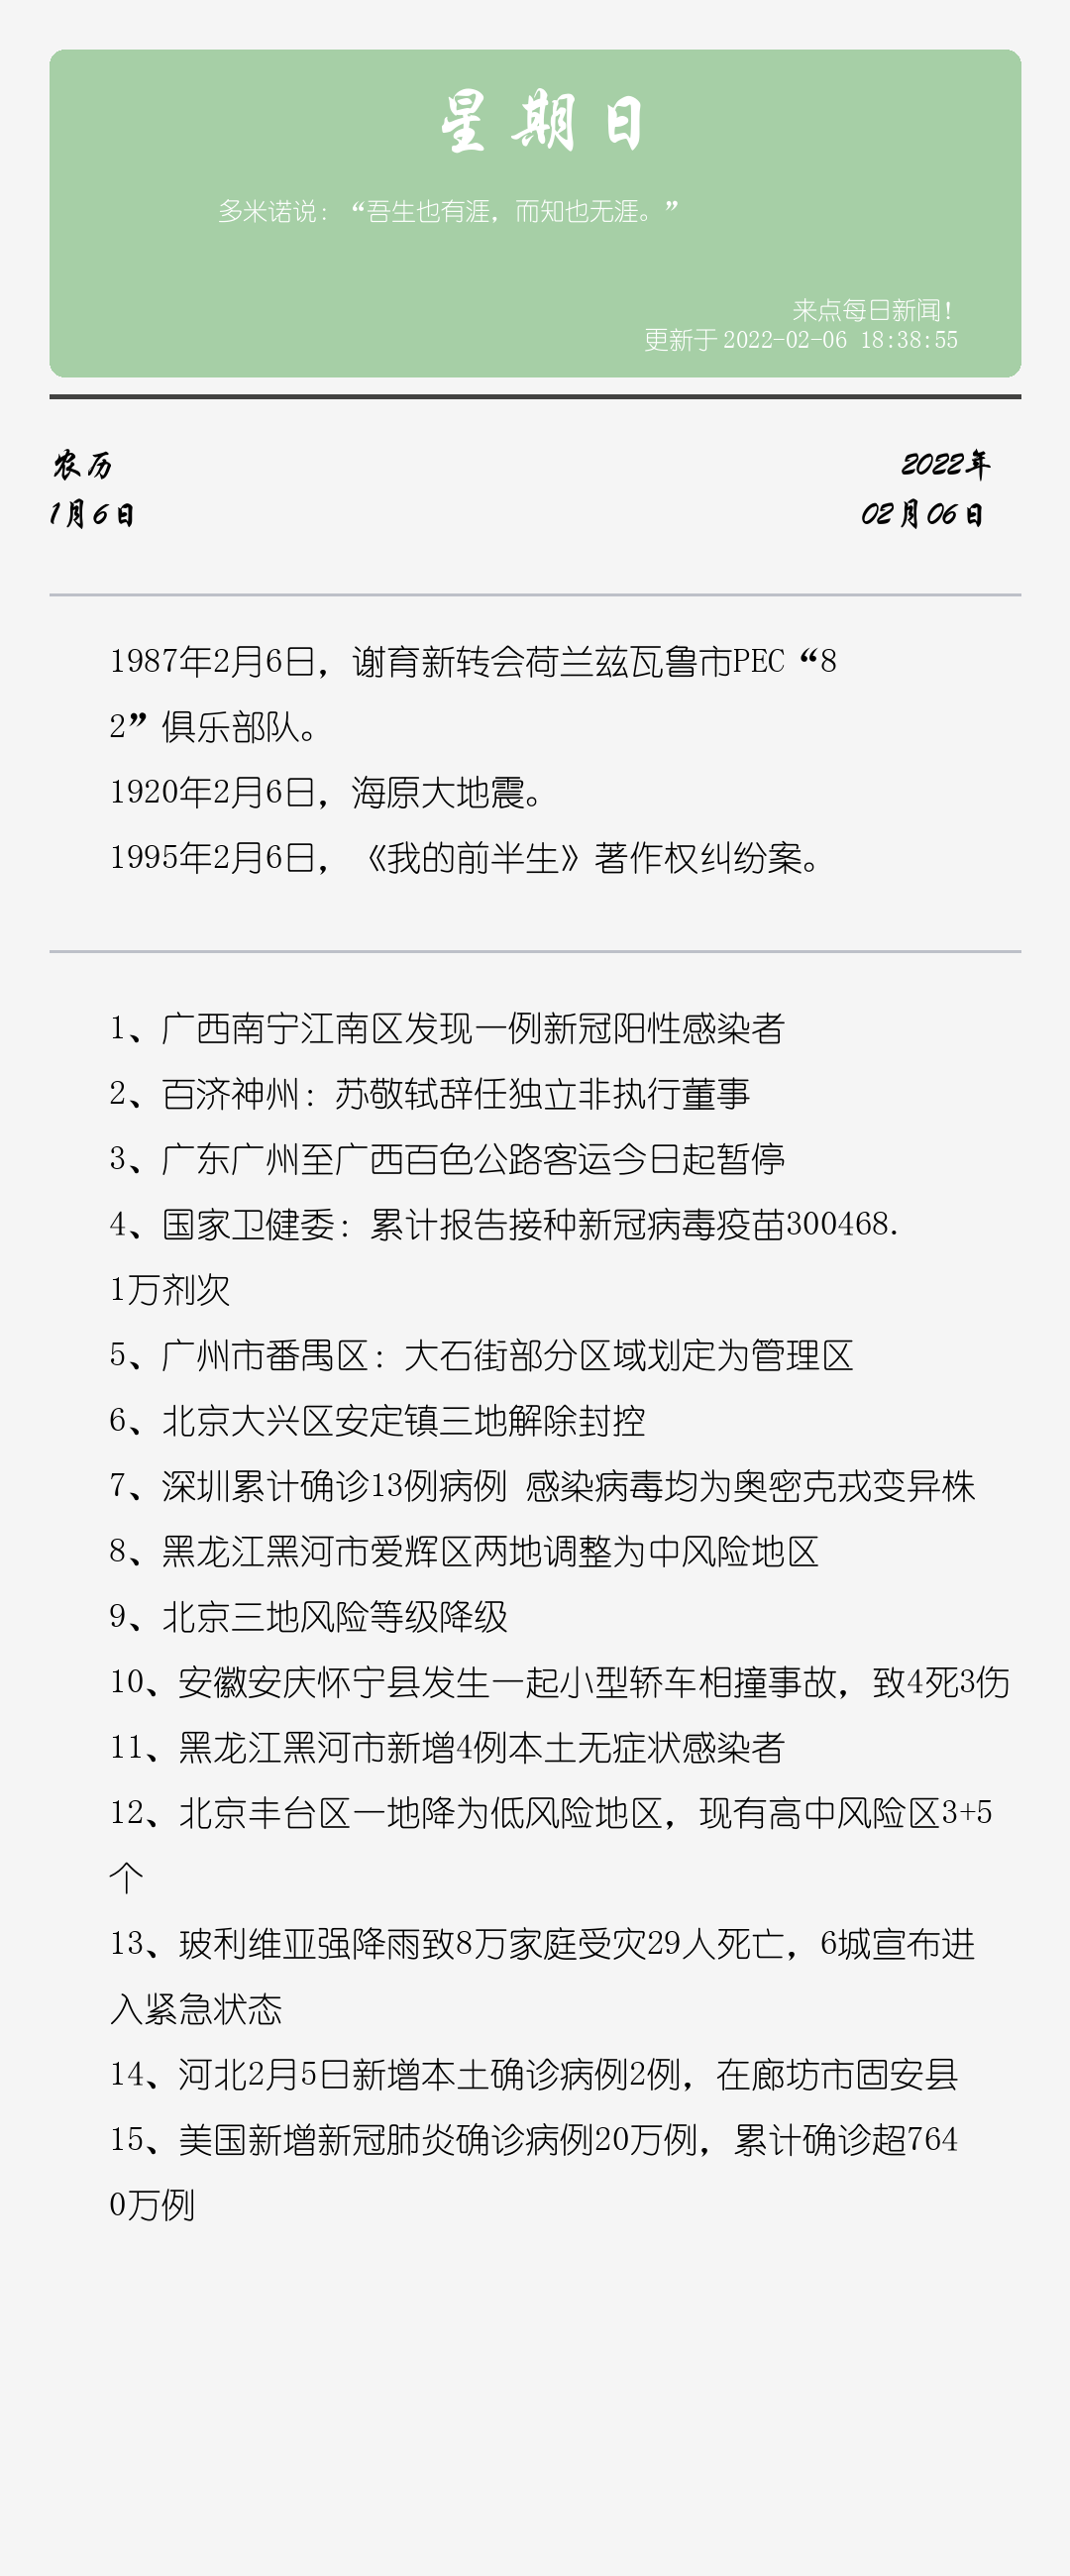 星期日
多米诺说：“吾生也有涯，而知也无涯。”
来点每日新闻！
更新于 2022-02-06 18:38:55
农历
2022年
1月6日
02月06日
1987年2月6日，谢育新转会荷兰兹瓦鲁市PEC“8
2”俱乐部队。
1920年2月6日，海原大地震。
1995年2月6日，《我的前半生》著作权纠纷案。
1、广西南宁江南区发现一例新冠阳性感染者
2、百济神州：苏敬轼辞任独立非执行董事
3、广东广州至广西百色公路客运今日起暂停
4、国家卫健委：累计报告接种新冠病毒疫苗300468.
1万剂次
5、广州市番禺区：大石街部分区域划定为管理区
6、北京大兴区安定镇三地解除封控
7、深圳累计确诊13例病例 感染病毒均为奥密克戎变异株
8、黑龙江黑河市爱辉区两地调整为中风险地区
9、北京三地风险等级降级
10、安徽安庆怀宁县发生一起小型轿车相撞事故，致4死3伤
11、黑龙江黑河市新增4例本土无症状感染者
12、北京丰台区一地降为低风险地区，现有高中风险区3+5
个
13、玻利维亚强降雨致8万家庭受灾29人死亡，6城宣布进
入紧急状态
14、河北2月5日新增本土确诊病例2例，在廊坊市固安县
15、美国新增新冠肺炎确诊病例20万例，累计确诊超764
0万例